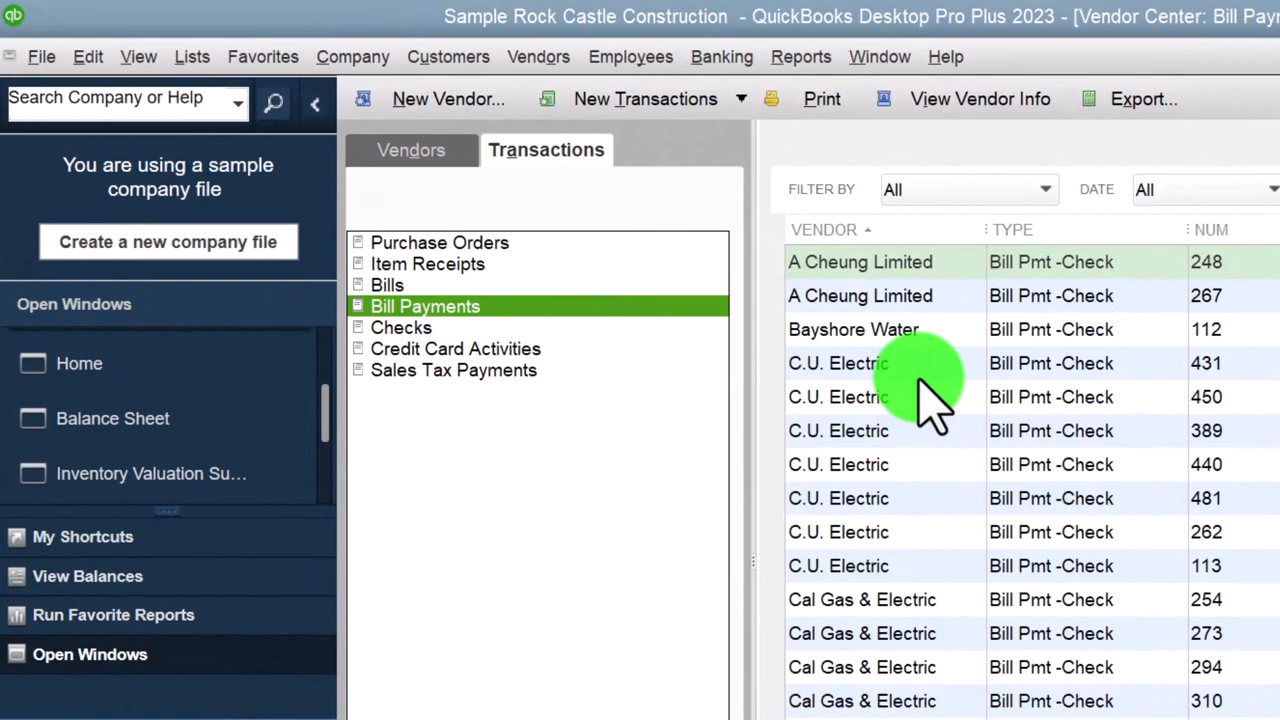 qb
Sample Rock Castle Construction - QuickBooks Desktop Pro Plus 2023 - [Vendor Center: Bill Pay
File Edit View Lists Favorites Company Customers Vendors Employees Banking Reports Window Help
Search Company or Help
New Vendor... New Transactions Print View Vendor Info Export...
You are using a sample
company file
Create a new company file
Open Windows
Home
Balance Sheet
Inventory Valuation Su...
My Shortcuts
View Balances
Run Favorite Reports
Open Windows
Vendors Transactions
Purchase Orders
Item Receipts
Bills
Bill Payments
Checks
Credit Card Activities
Sales Tax Payments
FILTER BY All DATE All
VENDOR TYPE NUM
A Cheung Limited Bill Pmt -Check 248
A Cheung Limited Bill Pmt -Check 267
Bayshore Water Bill Pmt -Check 112
C.U. Electric Bill Pmt -Check 431
C.U. Electric Bill Pmt -Check 450
C.U. Electric Bill Pmt -Check 389
C.U. Electric Bill Pmt -Check 440
C.U. Electric Bill Pmt -Check 481
C.U. Electric Bill Pmt -Check 262
C.U. Electric Bill Pmt -Check 113
Cal Gas & Electric Bill Pmt -Check 254
Cal Gas & Electric Bill Pmt -Check 273
Cal Gas & Electric Bill Pmt -Check 294
Cal Gas & Electric Bill Pmt -Check 310